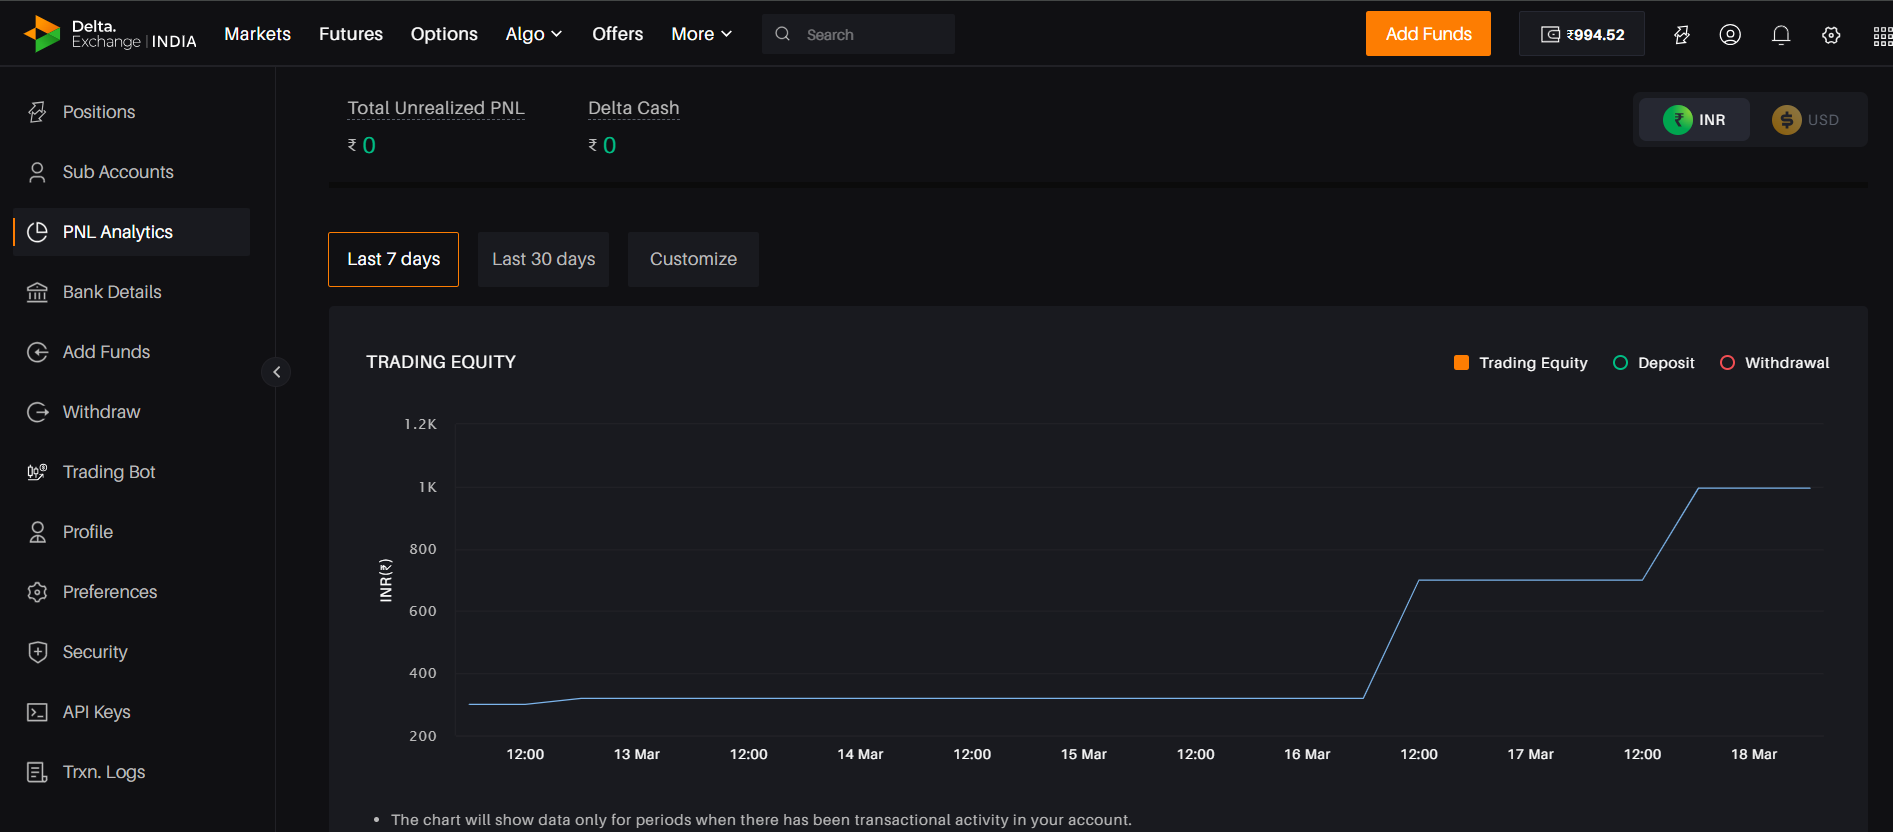 Delta.
Exchange | INDIA
Markets Futures Options Algo Offers More Search Add Funds ₹994.52
Positions
Sub Accounts
PNL Analytics
Bank Details
Add Funds
Withdraw
Trading Bot
Profile
Preferences
Security
API Keys
Trxn. Logs
Total Unrealized PNL Delta Cash
₹ 0 ₹ 0
₹ INR $ USD
Last 7 days Last 30 days Customize
TRADING EQUITY
Trading Equity Deposit Withdrawal
1.2K
1K
800
600
400
200
INR(₹)
12:00 13 Mar 12:00 14 Mar 12:00 15 Mar 12:00 16 Mar 12:00 17 Mar 12:00 18 Mar
• The chart will show data only for periods when there has been transactional activity in your account.